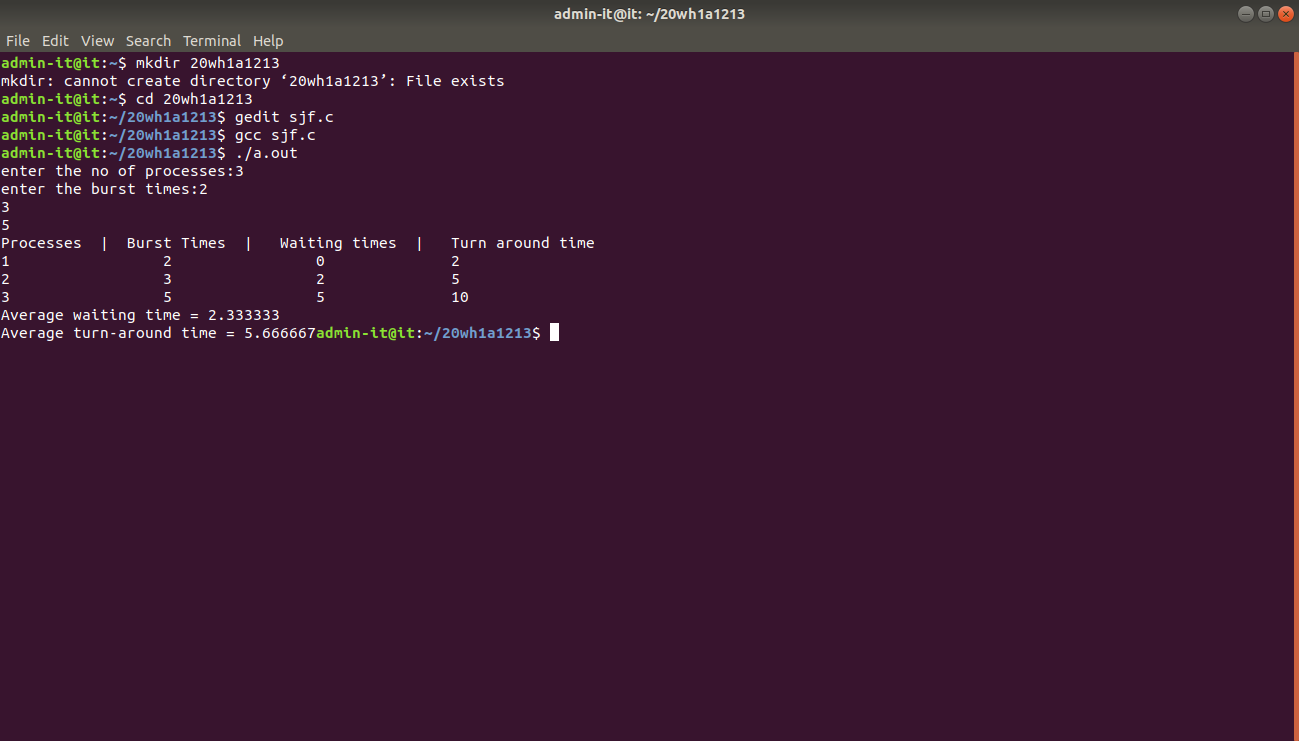 admin-it@it: ~/20wh1a1213
File Edit View Search Terminal Help
admin-it@it:~$ mkdir 20wh1a1213
mkdir: cannot create directory ‘20wh1a1213’: File exists
admin-it@it:~$ cd 20wh1a1213
admin-it@it:~/20wh1a1213$ gedit sjf.c
admin-it@it:~/20wh1a1213$ gcc sjf.c
admin-it@it:~/20wh1a1213$ ./a.out
enter the no of processes:3
enter the burst times:2
3
5
Processes  |  Burst Times  |   Waiting times  |   Turn around time
1                 2                0              2
2                 3                2              5
3                 5                5              10
Average waiting time = 2.333333
Average turn-around time = 5.666667admin-it@it:~/20wh1a1213$